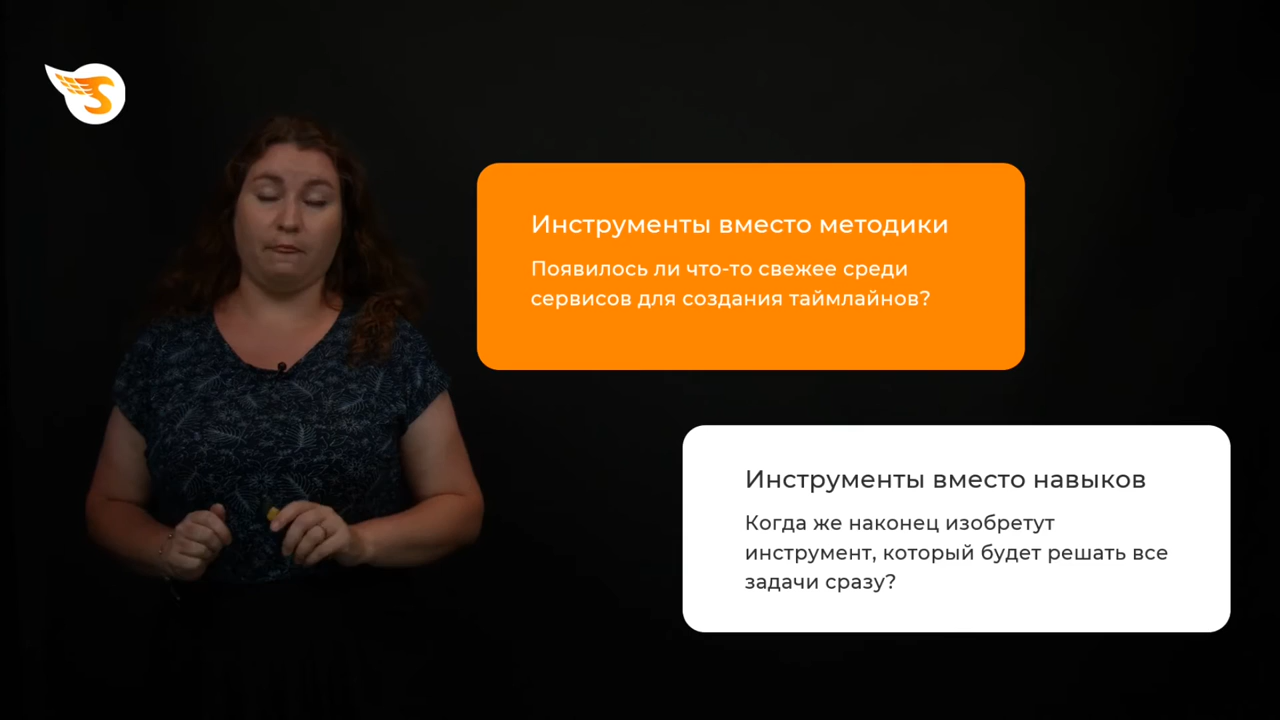 Инструменты вместо методики
Появилось ли что-то свежее среди
сервисов для создания таймлайнов?
Инструменты вместо навыков
Когда же наконец изобретут
инструмент, который будет решать все
задачи сразу?